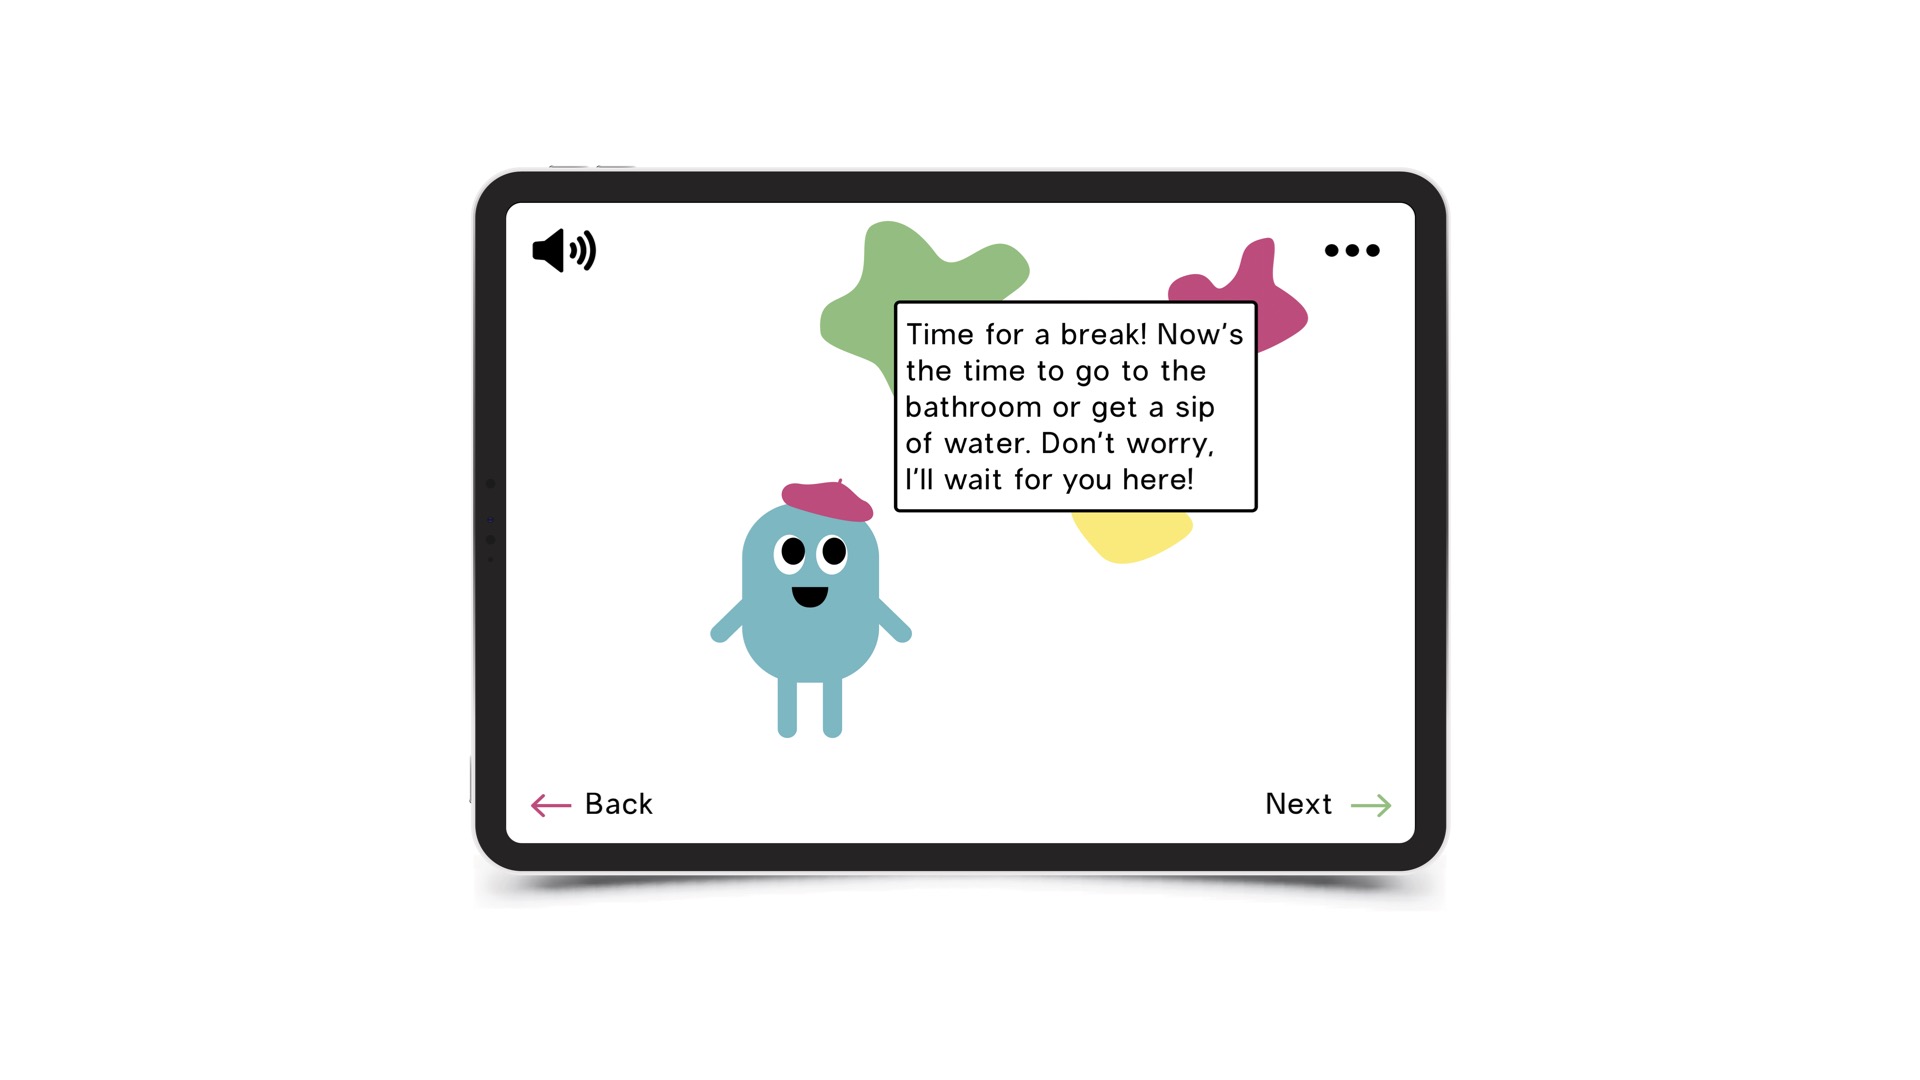 Time for a break! Now's
the time to go to the
bathroom or get a sip
of water. Don't worry,
I'll wait for you here!
Back
Next